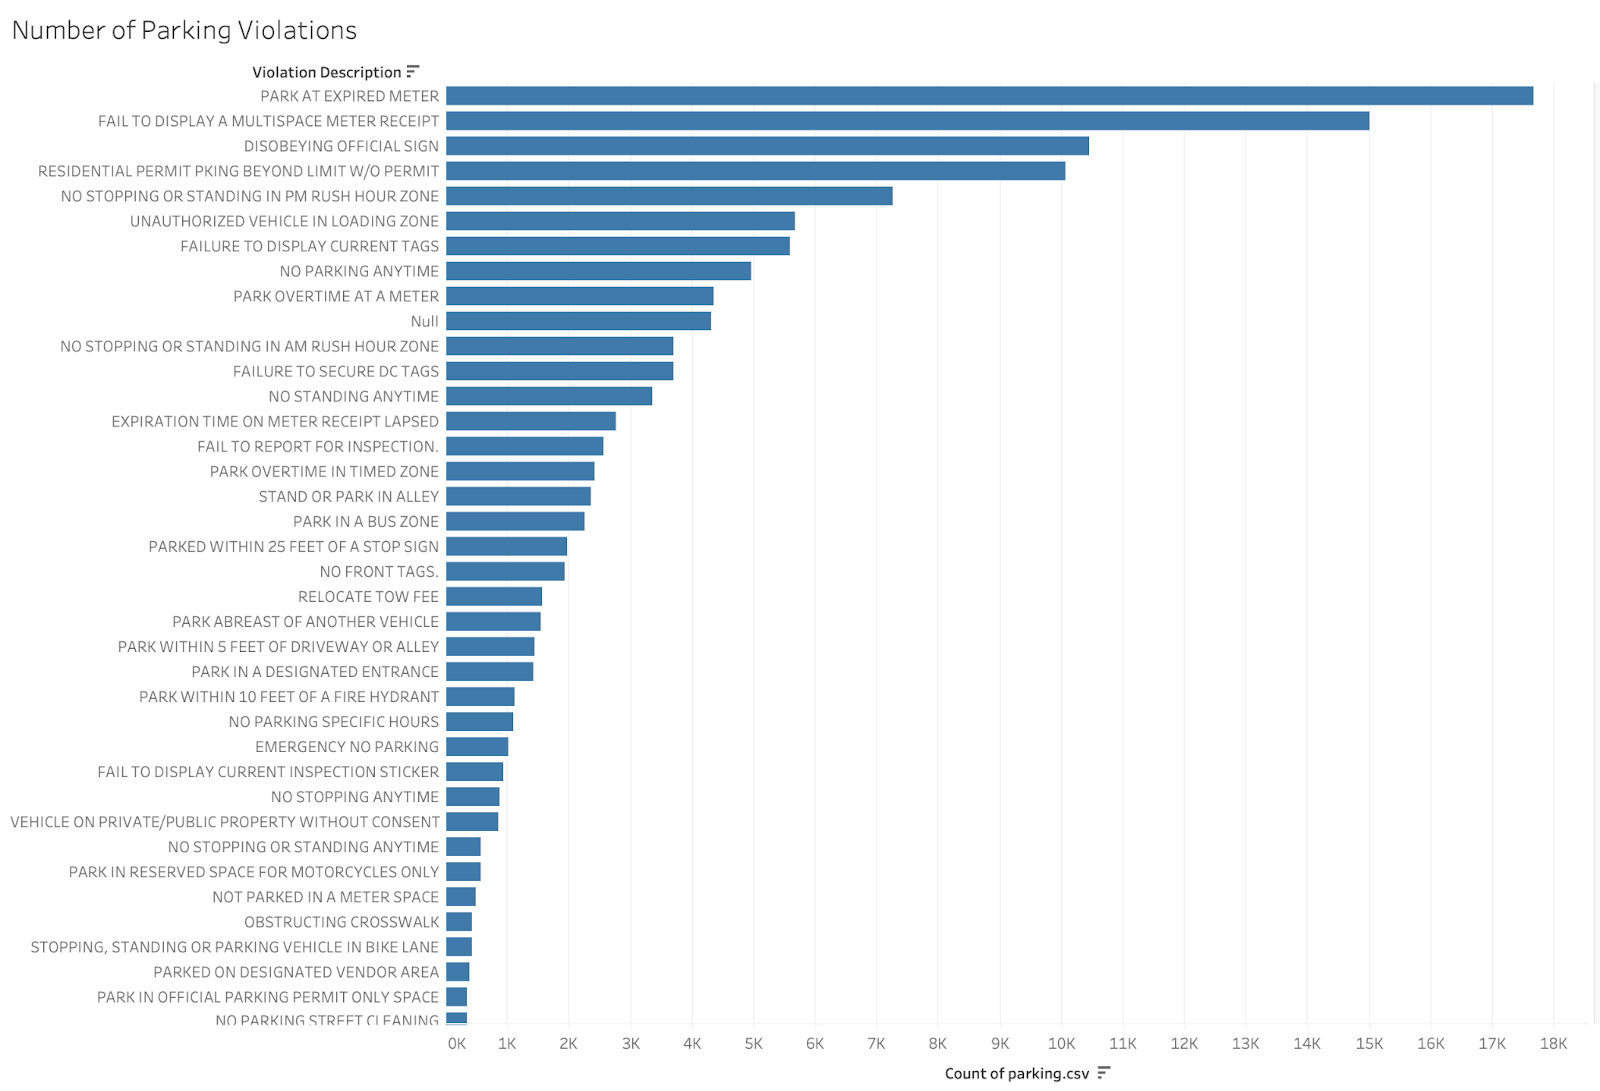 Number of Parking Violations
Violation Description
PARK AT EXPIRED METER
FAIL TO DISPLAY A MULTISPACE METER RECEIPT
DISOBEYING OFFICIAL SIGN
RESIDENTIAL PERMIT PKING BEYOND LIMIT W/O PERMIT
NO STOPPING OR STANDING IN PM RUSH HOUR ZONE
UNAUTHORIZED VEHICLE IN LOADING ZONE
FAILURE TO DISPLAY CURRENT TAGS
NO PARKING ANYTIME
PARK OVERTIME AT A METER
Null
NO STOPPING OR STANDING IN AM RUSH HOUR ZONE
FAILURE TO SECURE DC TAGS
NO STANDING ANYTIME
EXPIRATION TIME ON METER RECEIPT LAPSED
FAIL TO REPORT FOR INSPECTION.
PARK OVERTIME IN TIMED ZONE
STAND OR PARK IN ALLEY
PARK IN A BUS ZONE
PARKED WITHIN 25 FEET OF A STOP SIGN
NO FRONT TAGS.
RELOCATE TOW FEE
PARK ABREAST OF ANOTHER VEHICLE
PARK WITHIN 5 FEET OF DRIVEWAY OR ALLEY
PARK IN A DESIGNATED ENTRANCE
PARK WITHIN 10 FEET OF A FIRE HYDRANT
NO PARKING SPECIFIC HOURS
EMERGENCY NO PARKING
FAIL TO DISPLAY CURRENT INSPECTION STICKER
NO STOPPING ANYTIME
VEHICLE ON PRIVATE/PUBLIC PROPERTY WITHOUT CONSENT
NO STOPPING OR STANDING ANYTIME
PARK IN RESERVED SPACE FOR MOTORCYCLES ONLY
NOT PARKED IN A METER SPACE
OBSTRUCTING CROSSWALK
STOPPING, STANDING OR PARKING VEHICLE IN BIKE LANE
PARKED ON DESIGNATED VENDOR AREA
PARK IN OFFICIAL PARKING PERMIT ONLY SPACE
NO PARKING STREET CLEANING
0K 1K 2K 3K 4K 5K 6K 7K 8K 9K 10K 11K 12K 13K 14K 15K 16K 17K 18K
Count of parking.csv